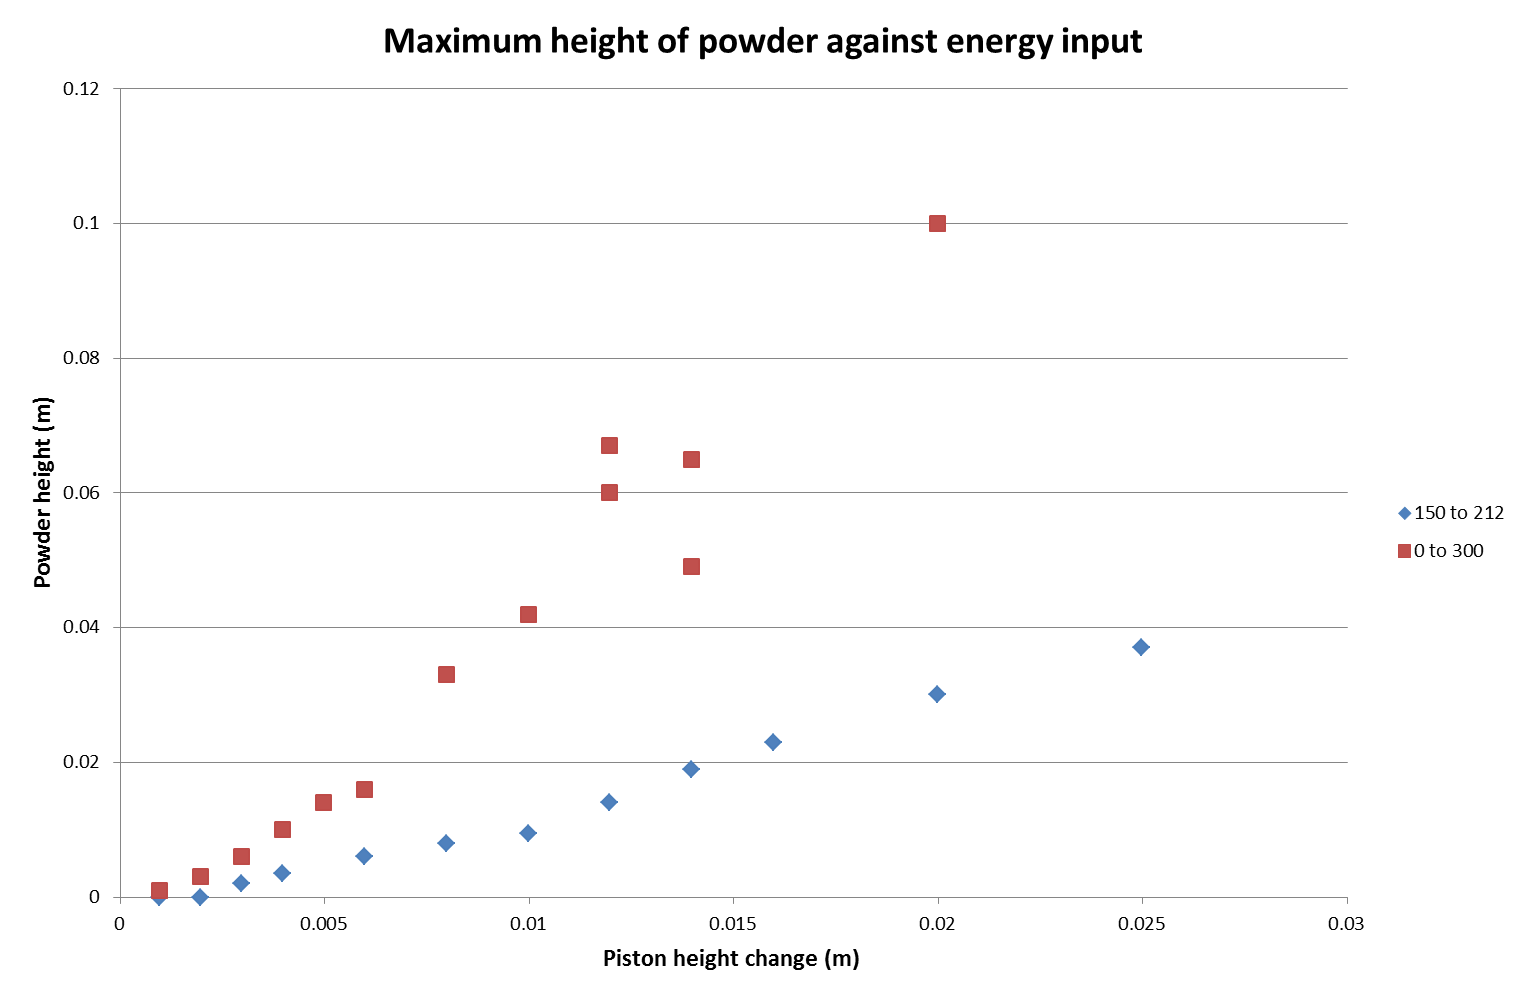 Maximum height of powder against energy input
0.12
0.1
0.08
0.06
0.04
0.02
0
Powder height (m)
0
0.005
0.01
0.015
0.02
0.025
0.03
Piston height change (m)
150 to 212
0 to 300